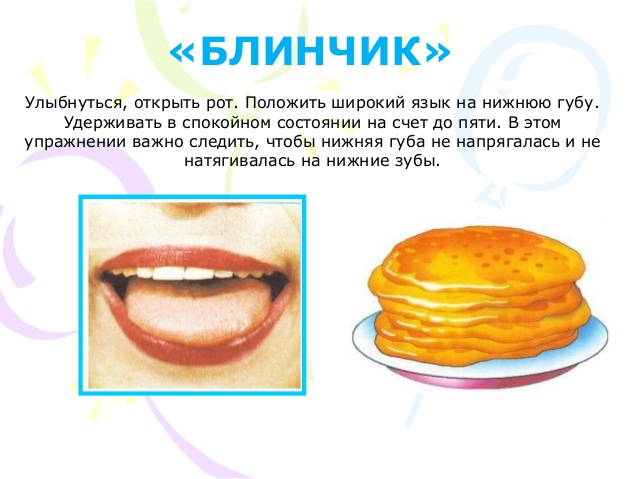 «БЛИНЧИК»
Улыбнуться, открыть рот. Положить широкий язык на нижнюю губу.
Удерживать в спокойном состоянии на счет до пяти. В этом
упражнении важно следить, чтобы нижняя губа не напрягалась и не
натягивалась на нижние зубы.